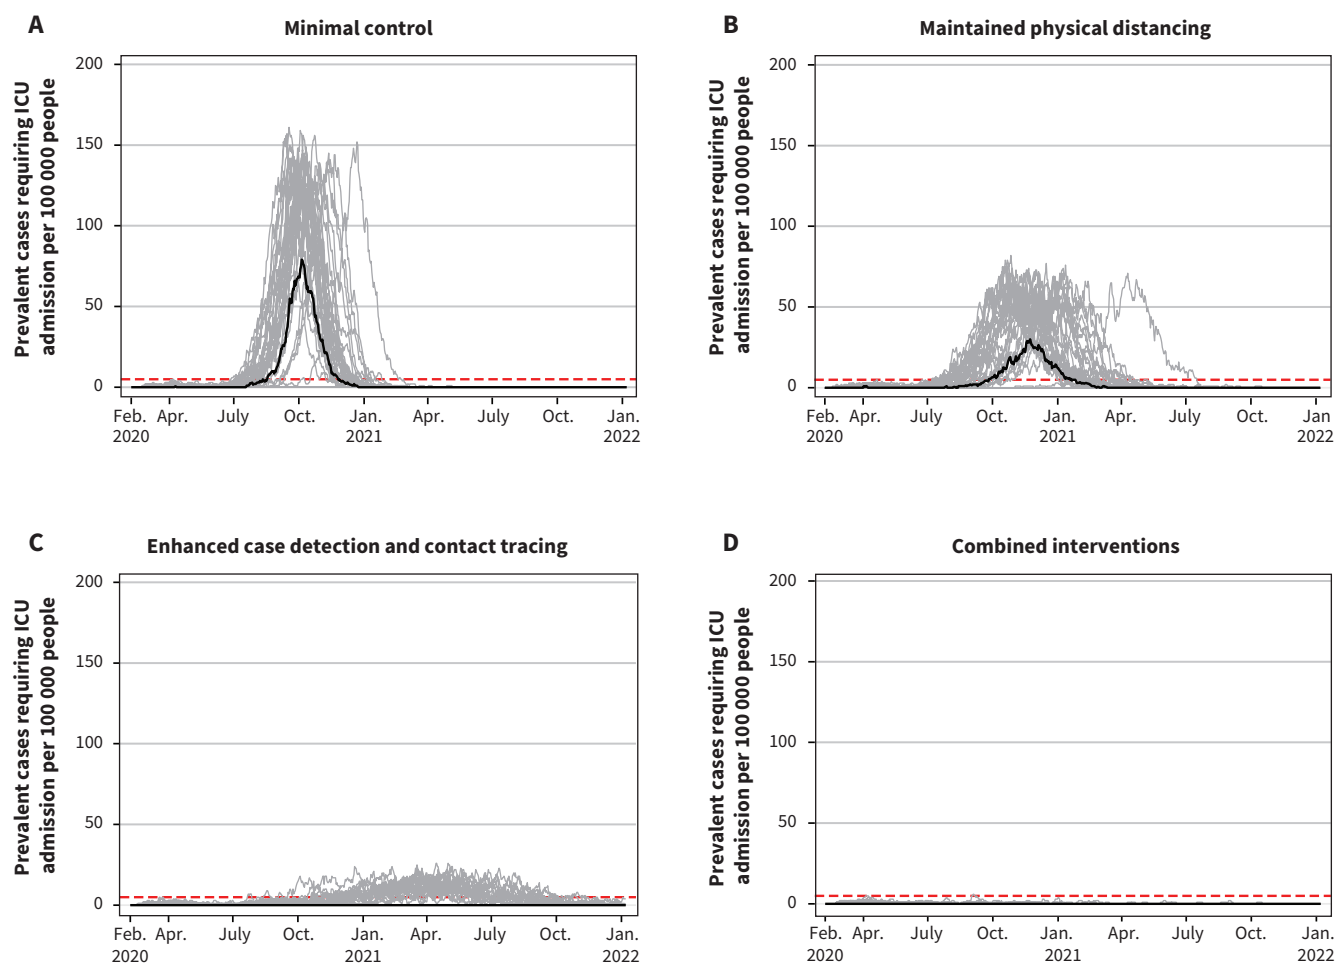 A
Minimal control
Prevalent cases requiring ICU
admission per 100 000 people
200
150
100
50
0
Feb. Apr. July Oct. Jan. Apr. July Oct. Jan.
2020 2021 2022
B
Maintained physical distancing
Prevalent cases requiring ICU
admission per 100 000 people
200
150
100
50
0
Feb. Apr. July Oct. Jan. Apr. July Oct. Jan.
2020 2021 2022
C
Enhanced case detection and contact tracing
Prevalent cases requiring ICU
admission per 100 000 people
200
150
100
50
0
Feb. Apr. July Oct. Jan. Apr. July Oct. Jan.
2020 2021 2022
D
Combined interventions
Prevalent cases requiring ICU
admission per 100 000 people
200
150
100
50
0
Feb. Apr. July Oct. Jan. Apr. July Oct. Jan.
2020 2021 2022